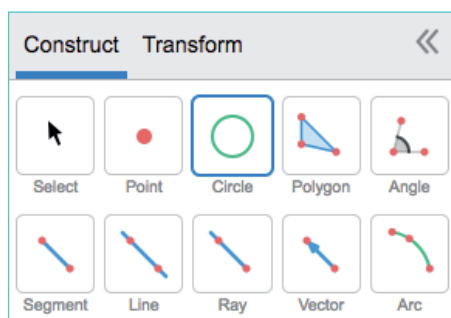 Construct Transform
Select Point Circle Polygon Angle
Segment Line Ray Vector Arc